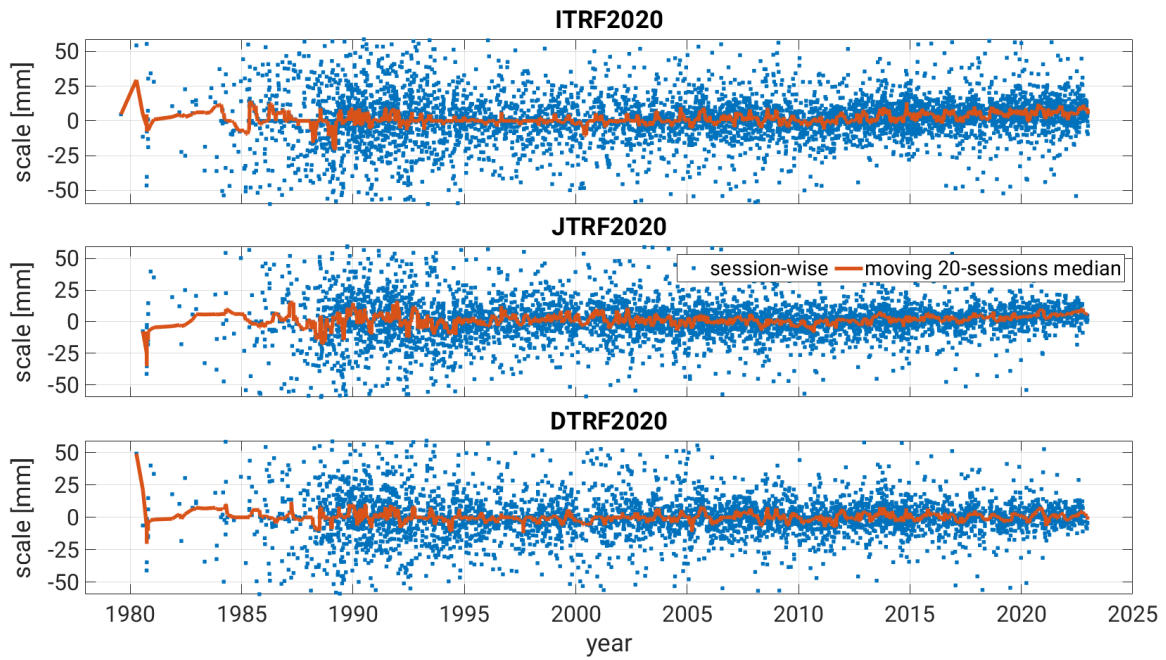 ITRF2020
scale [mm]
50
25
0
-25
-50
JTRF2020
scale [mm]
50
25
0
-25
-50
session-wise moving 20-sessions median
DTRF2020
scale [mm]
50
25
0
-25
-50
1980 1985 1990 1995 2000 2005 2010 2015 2020 2025
year